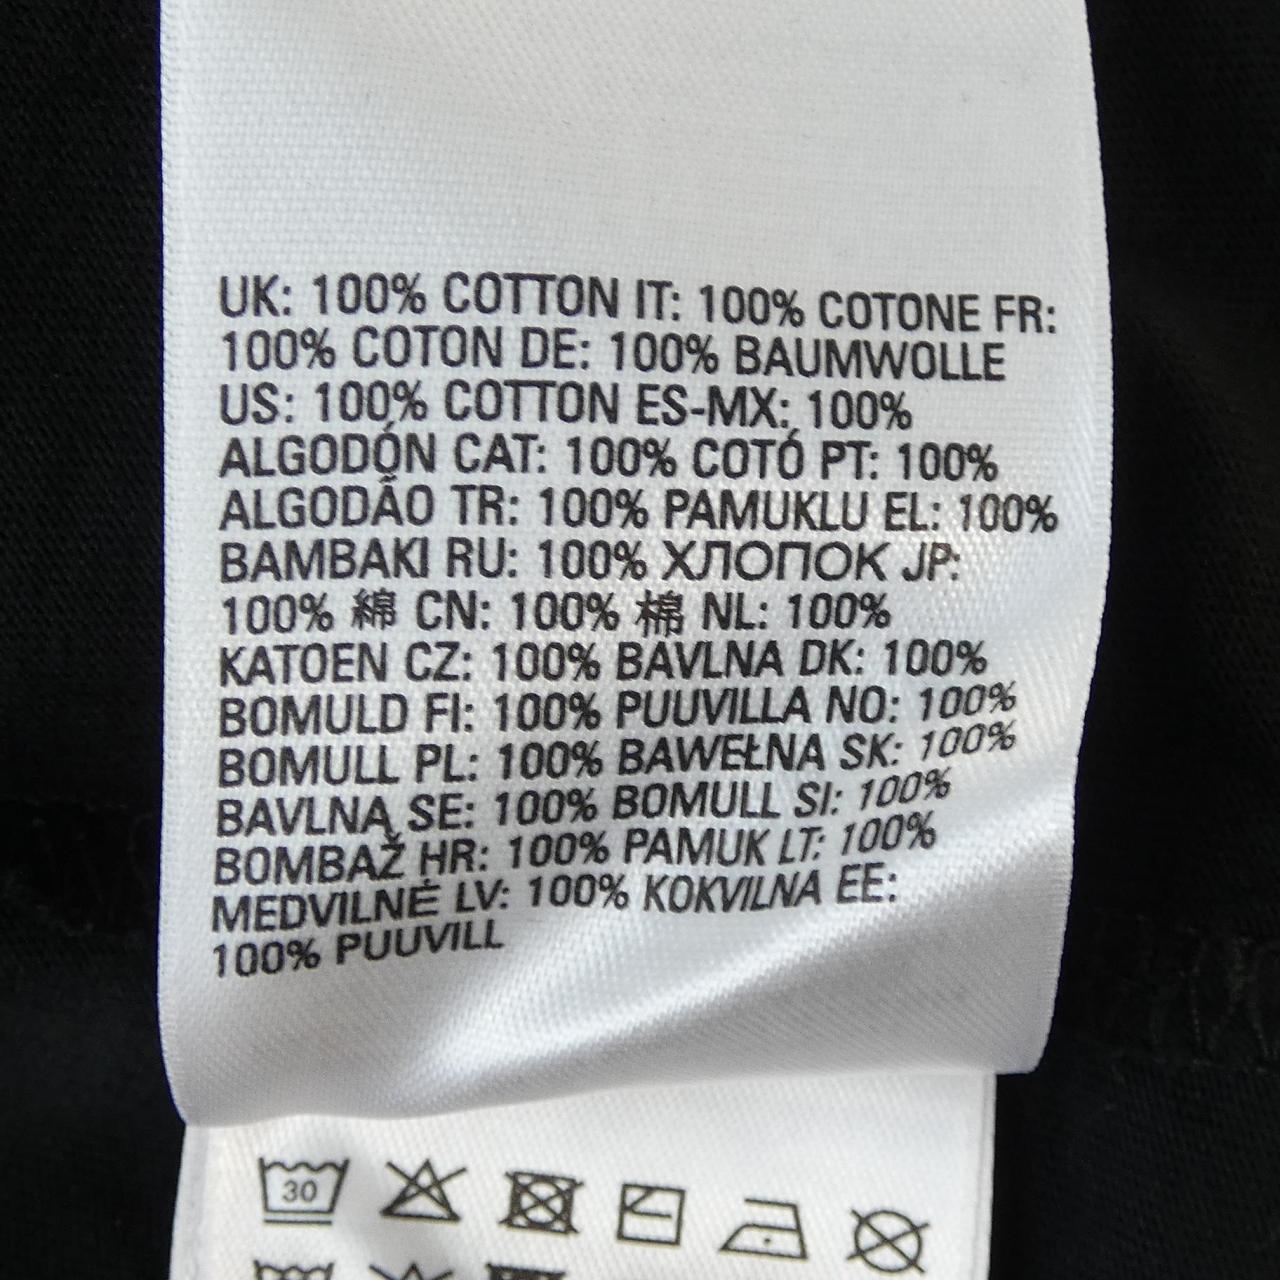 UK: 100% COTTON IT: 100% COTONE FR:
100% COTON DE: 100% BAUMWOLLE
US: 100% COTTON ES-MX: 100%
ALGODÓN CAT: 100% COTÓ PT: 100%
ALGODÃO TR: 100% PAMUKLU EL: 100%
BAMBAKI RU: 100% ХЛОПОК JP:
100% 綿 CN: 100% 棉 NL: 100%
KATOEN CZ: 100% BAVLNA DK: 100%
BOMULD FI: 100% PUUVILLA NO: 100%
BOMULL PL: 100% BAWEŁNA SK: 100%
BAVLNA SE: 100% BOMULL SI: 100%
BOMBAŽ HR: 100% PAMUK LT: 100%
MEDVILNĖ LV: 100% KOKVILNA EE:
100% PUUVILL
30